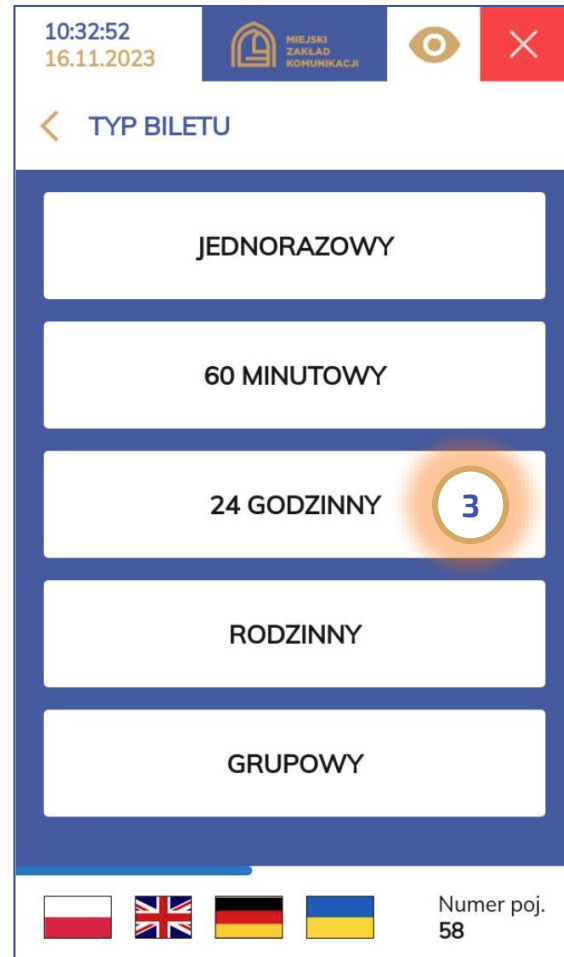 10:32:52
16.11.2023
MIEJSKI
ZAKŁAD
KOMUNIKACJI
TYP BILETU
JEDNORAZOWY
60 MINUTOWY
24 GODZINNY
3
RODZINNY
GRUPOWY
Numer poj.
58